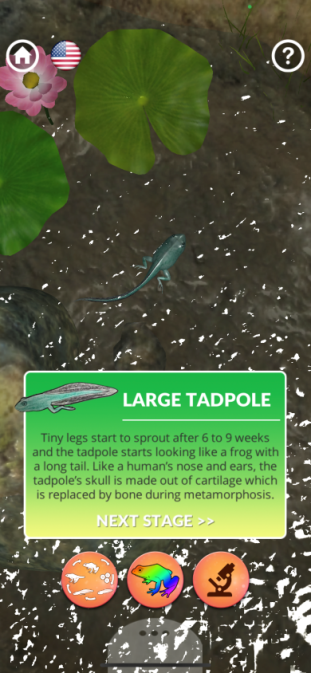 LARGE TADPOLE
Tiny legs start to sprout after 6 to 9 weeks
and the tadpole starts looking like a frog with
a long tail. Like a human's nose and ears, the
tadpole's skull is made out of cartilage which
is replaced by bone during metamorphosis.
NEXT STAGE >>